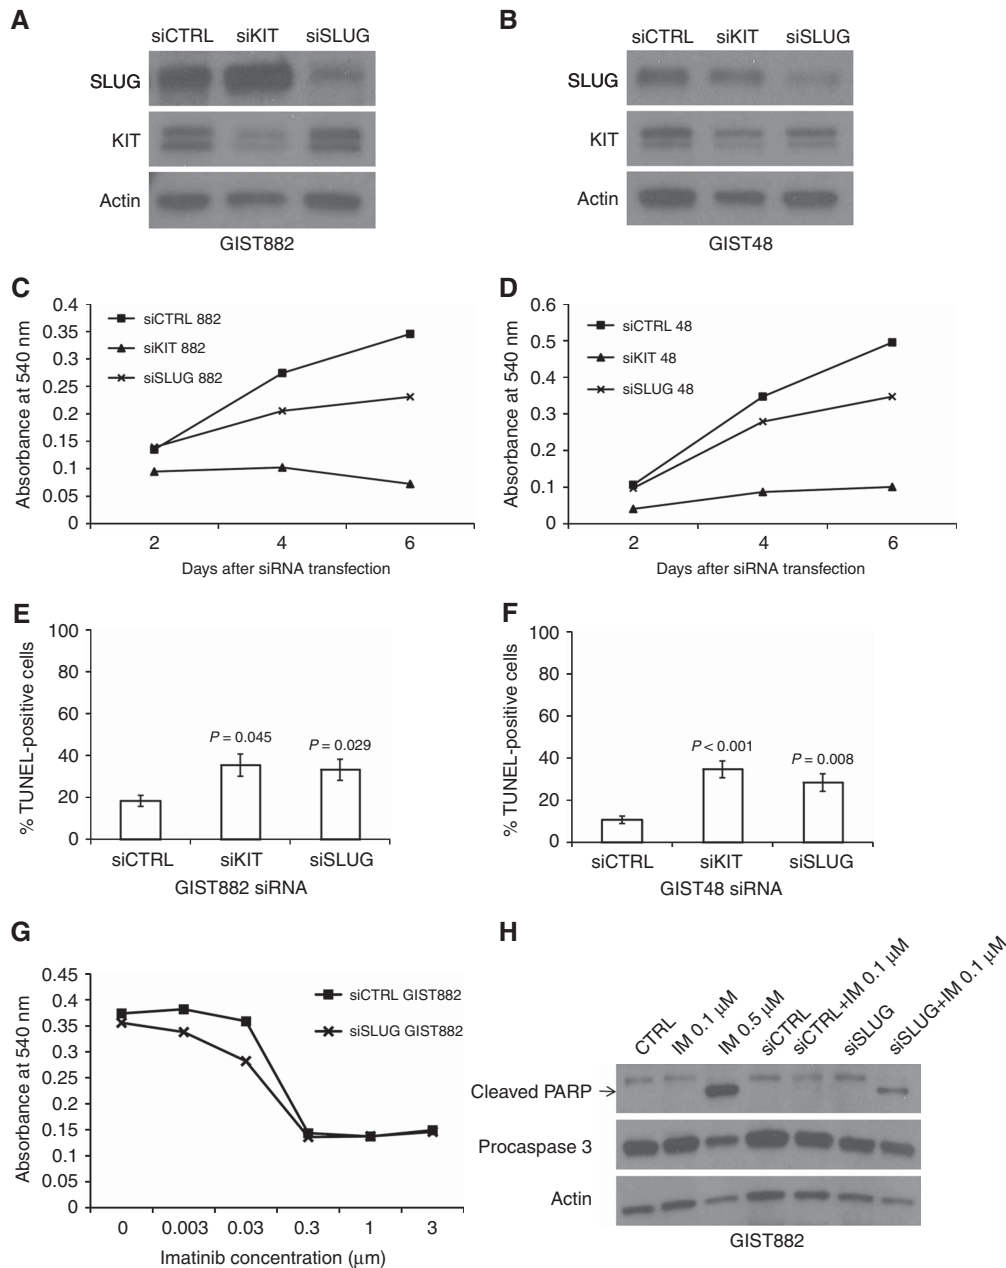 A
siCTRL siKIT siSLUG
SLUG
KIT
Actin
GIST882
B
siCTRL siKIT siSLUG
SLUG
KIT
Actin
GIST48
C
Absorbance at 540 nm
0.4
0.35
0.3
0.25
0.2
0.15
0.1
0.05
0
siCTRL 882
siKIT 882
siSLUG 882
2 4 6
Days after siRNA transfection
D
Absorbance at 540 nm
0.6
0.5
0.4
0.3
0.2
0.1
0
siCTRL 48
siKIT 48
siSLUG 48
2 4 6
Days after siRNA transfection
E
% TUNEL-positive cells
100
80
60
40
20
0
P = 0.045
P = 0.029
siCTRL siKIT siSLUG
GIST882 siRNA
F
% TUNEL-positive cells
100
80
60
40
20
0
P < 0.001
P = 0.008
siCTRL siKIT siSLUG
GIST48 siRNA
G
Absorbance at 540 nm
0.45
0.4
0.35
0.3
0.25
0.2
0.15
0.1
0.05
0
siCTRL GIST882
siSLUG GIST882
0 0.003 0.03 0.3 1 3
Imatinib concentration (μm)
H
CTRL
IM 0.1 μM
IM 0.5 μM
siCTRL
siCTRL+IM 0.1 μM
siSLUG
siSLUG+IM 0.1 μM
Cleaved PARP
Procaspase 3
Actin
GIST882